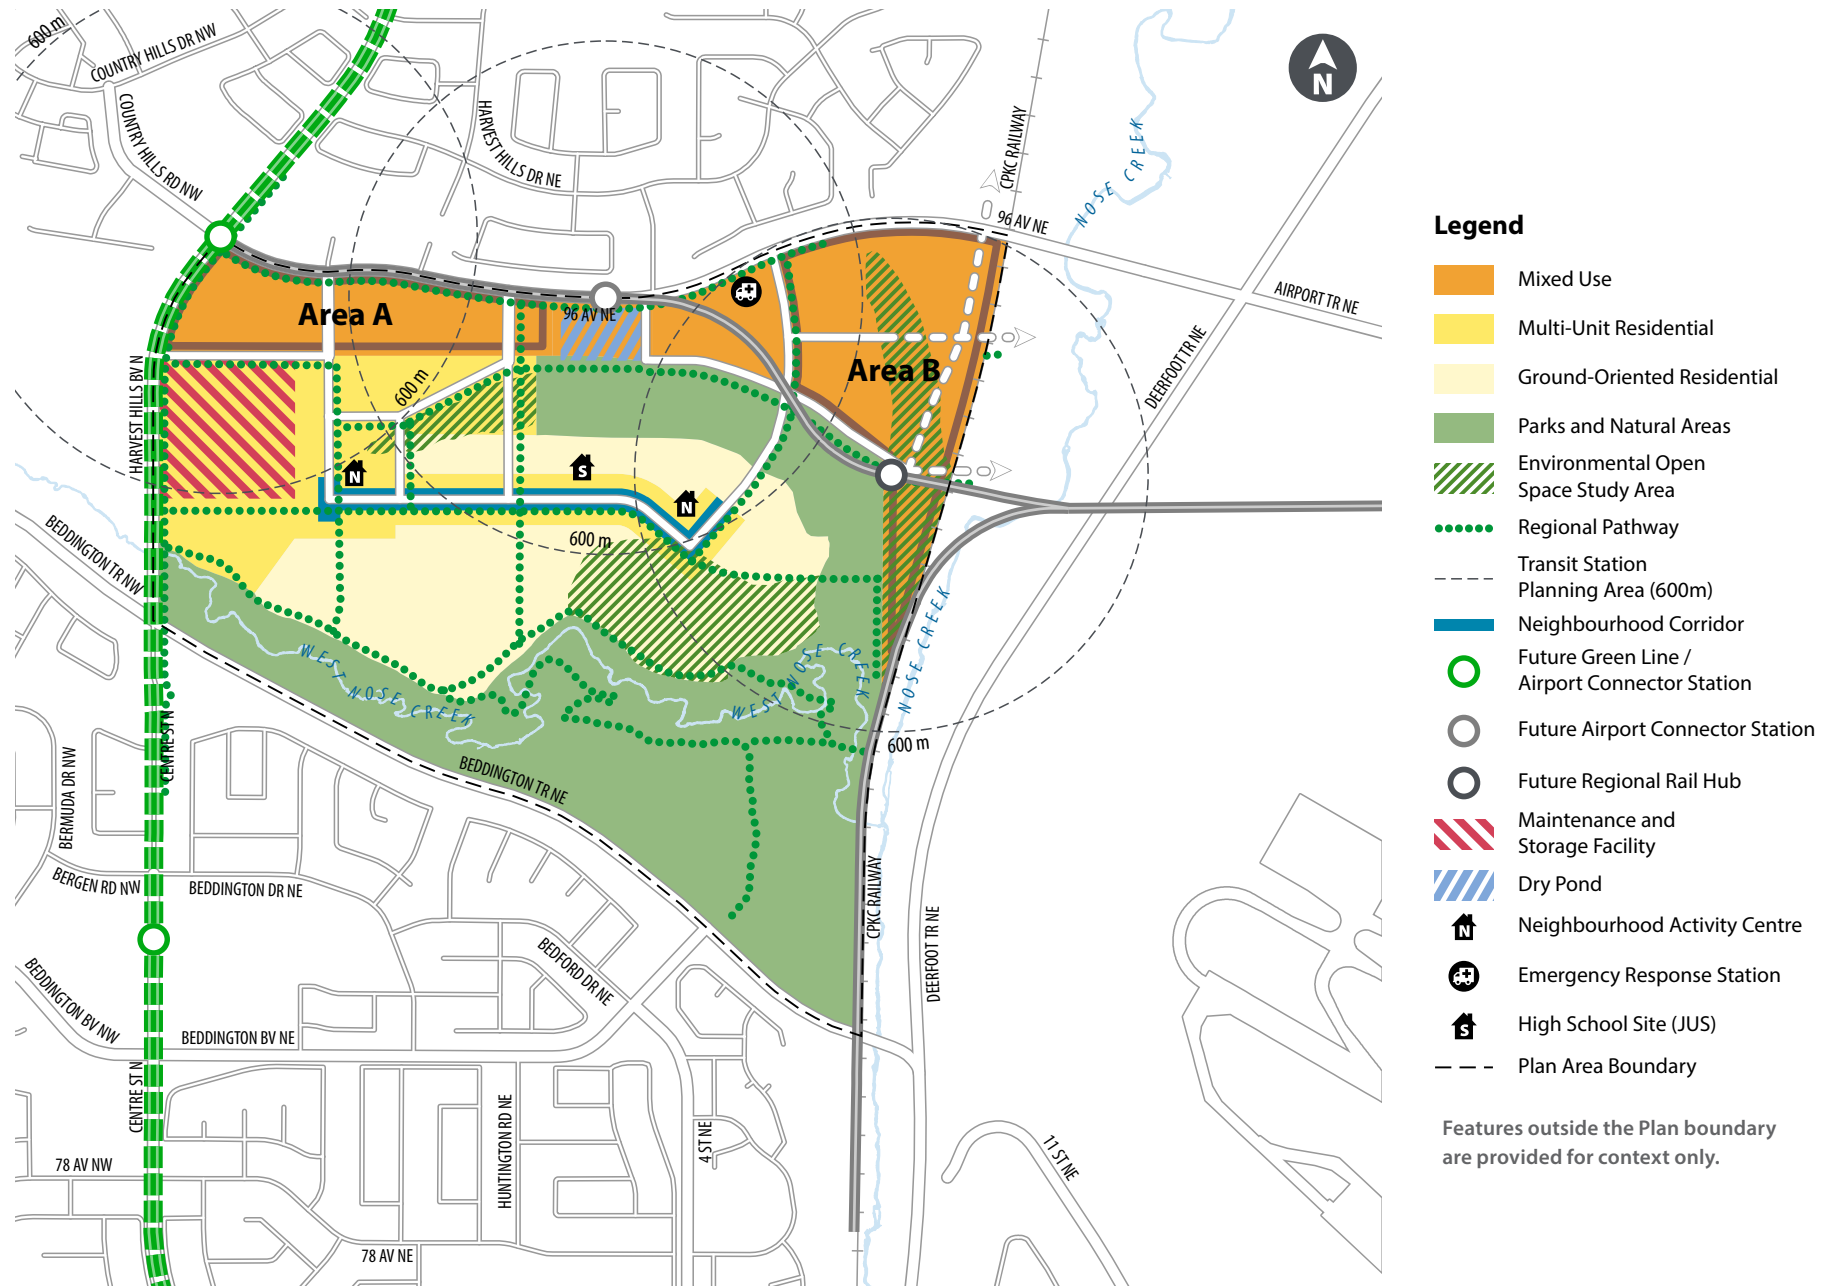 600 m
COUNTRY HILLS DR NW
COUNTRY HILLS RD NW
HARVEST HILLS DR NE
CPKC RAILWAY
NOSE CREEK
N
96 AV NE
AIRPORT TR NE
DEERFOOT TR NE
Area A
96 AV NE
Area B
600 m
HARVEST HILLS BV N
N
S
N
600 m
BEDDINGTON TR NW
WEST NOSE CREEK
WEST NOSE CREEK
NOSE CREEK
600 m
CENTRE ST N
BERMUDA DR NW
BEDDINGTON TR NE
BERGEN RD NW
BEDDINGTON DR NE
CPKC RAILWAY
DEERFOOT TR NE
BEDFORD DR NE
BEDDINGTON BV NW
BEDDINGTON BV NE
CENTRE ST N
HUNTINGTON RD NE
4 ST NE
11 ST NE
78 AV NW
78 AV NE
Legend
Mixed Use
Multi-Unit Residential
Ground-Oriented Residential
Parks and Natural Areas
Environmental Open
Space Study Area
Regional Pathway
Transit Station
Planning Area (600m)
Neighbourhood Corridor
Future Green Line /
Airport Connector Station
Future Airport Connector Station
Future Regional Rail Hub
Maintenance and
Storage Facility
Dry Pond
N
Neighbourhood Activity Centre
Emergency Response Station
S
High School Site (JUS)
Plan Area Boundary
Features outside the Plan boundary
are provided for context only.